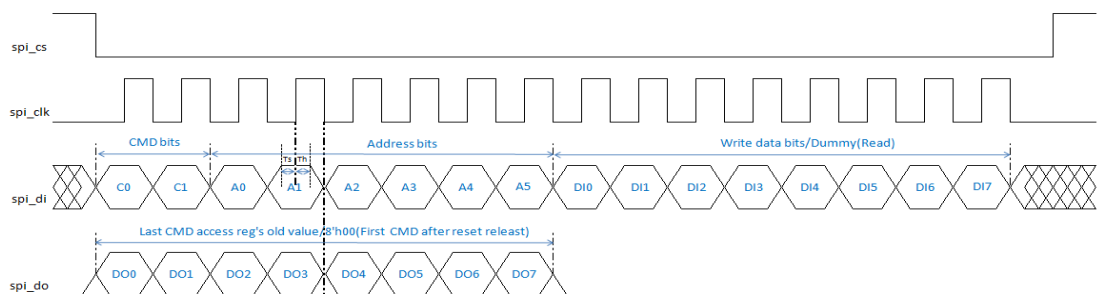 spi_cs
spi_clk
CMD bits
Address bits
Write data bits/Dummy(Read)
Ts Th
spi_di
C0 C1 A0 A1 A2 A3 A4 A5 DI0 DI1 DI2 DI3 DI4 DI5 DI6 DI7
Last CMD access reg's old value/8'h00(First CMD after reset releast)
spi_do
DO0 DO1 DO2 DO3 DO4 DO5 DO6 DO7